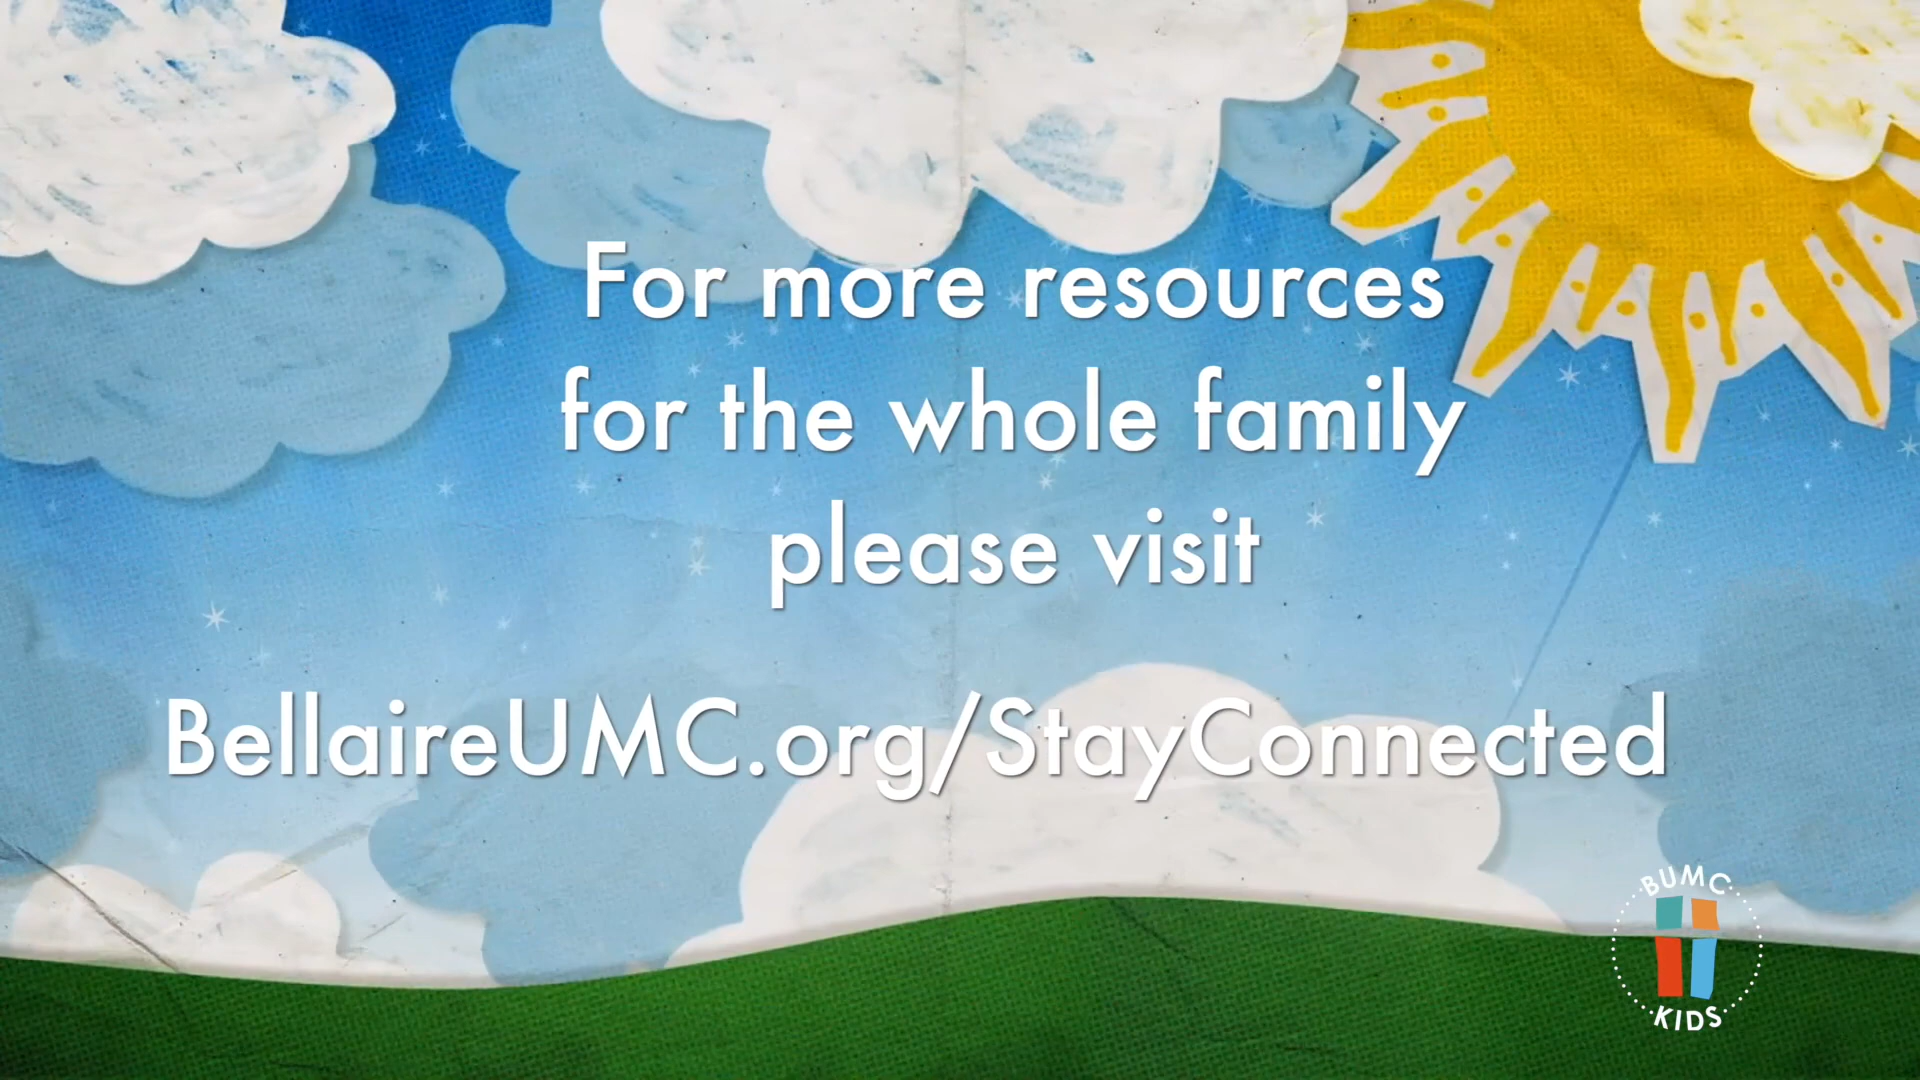 For more resources
for the whole family
please visit
BellaireUMC.org/StayConnected
BUMC
KIDS